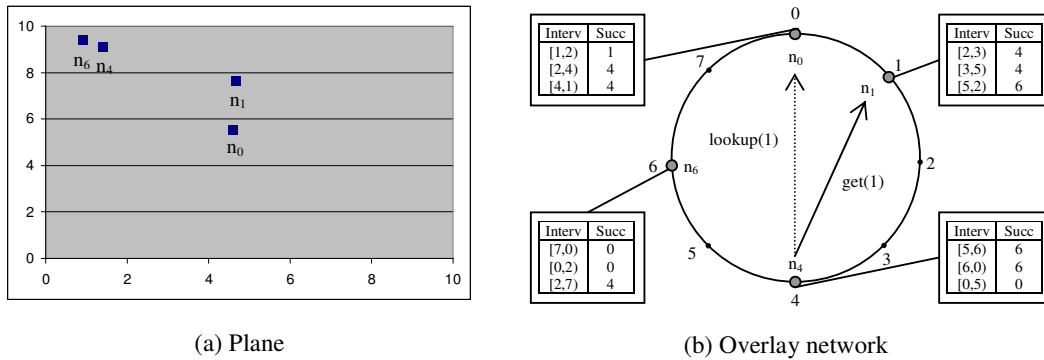 10
8
6
4
2
0
0 2 4 6 8 10
n6 n4
n1
n0
(a) Plane
0
1
2
3
4
5
6
7
n0
n1
n6
n4
lookup(1)
get(1)
Interv Succ
[1,2) 1
[2,4) 4
[4,1) 4
Interv Succ
[2,3) 4
[3,5) 4
[5,2) 6
Interv Succ
[7,0) 0
[0,2) 0
[2,7) 4
Interv Succ
[5,6) 6
[6,0) 6
[0,5) 0
(b) Overlay network